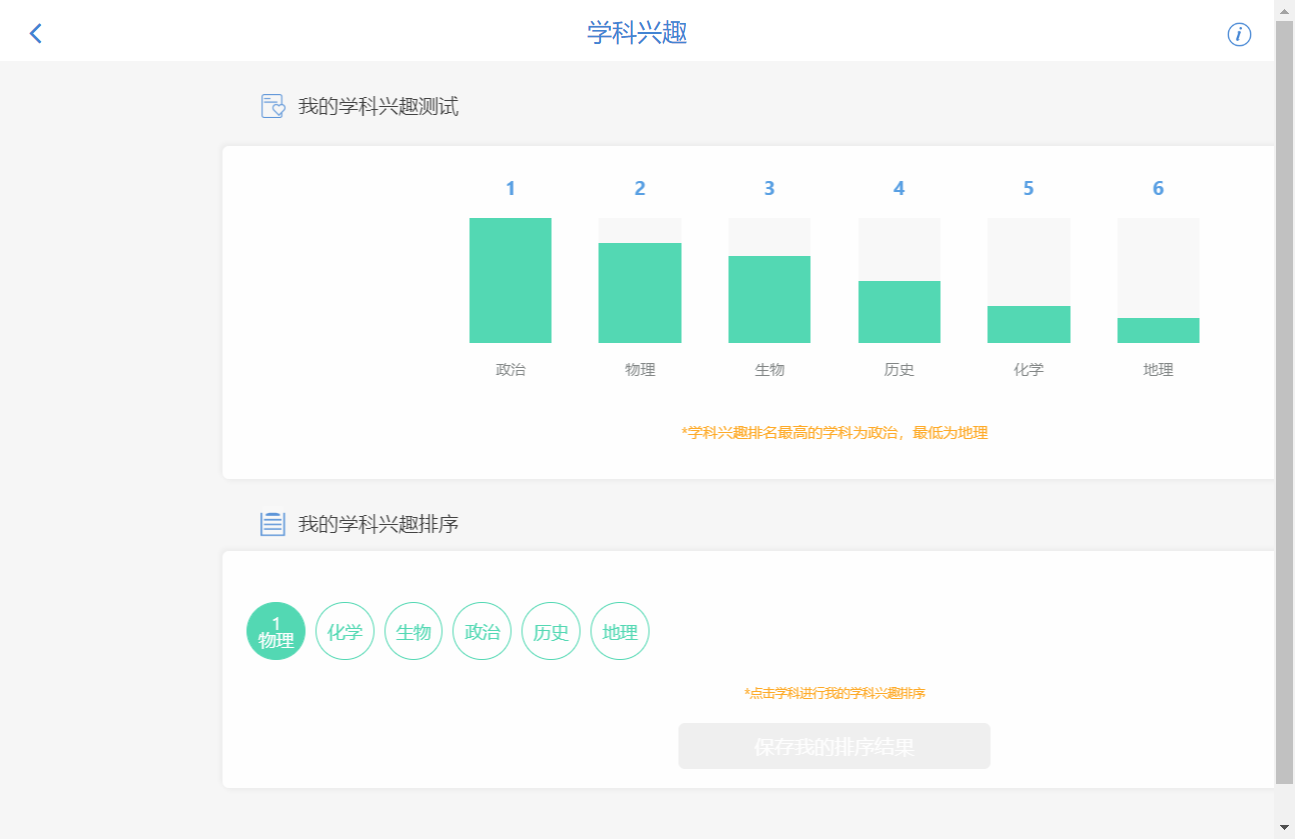 学科兴趣
我的学科兴趣测试
1 2 3 4 5 6
政治 物理 生物 历史 化学 地理
*学科兴趣排名最高的学科为政治，最低为地理
我的学科兴趣排序
1
物理 化学 生物 政治 历史 地理
*点击学科进行我的学科兴趣排序
保存我的排序结果